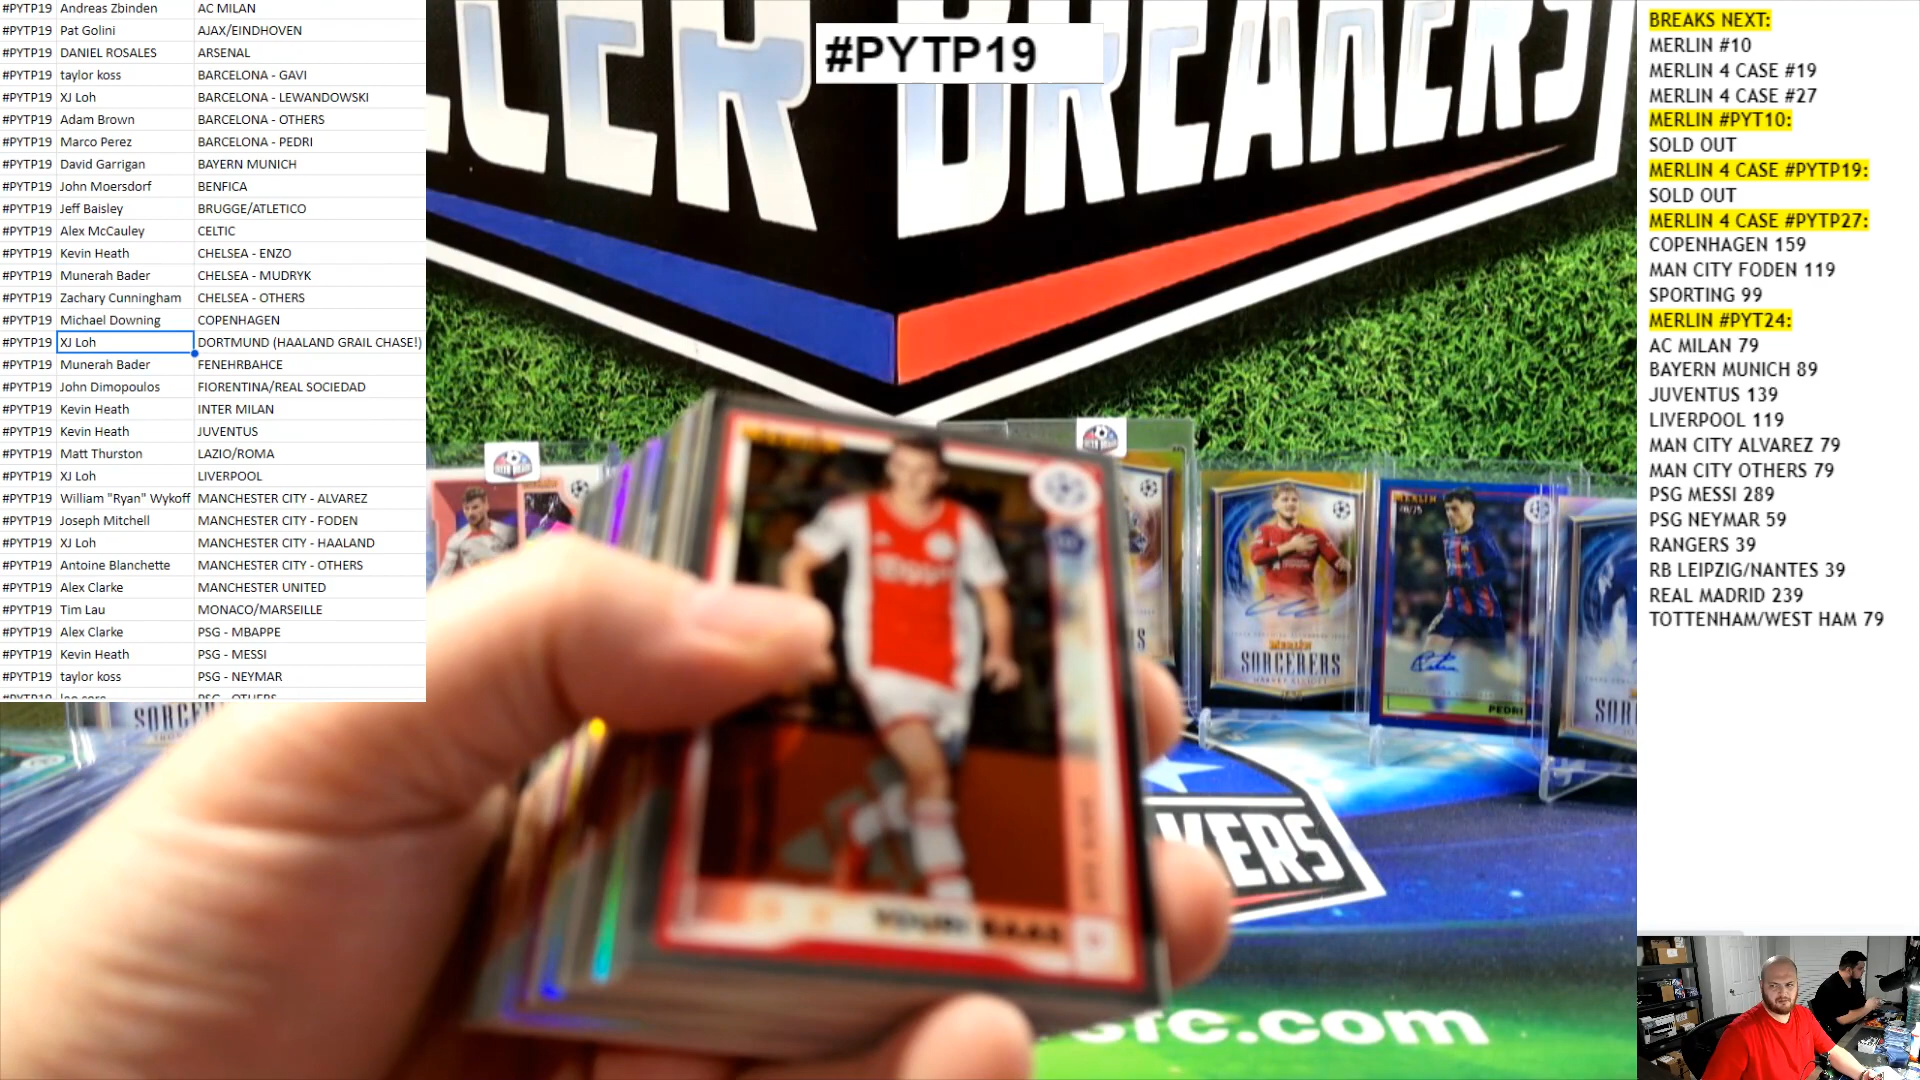 #PYTP19 Andreas Zbinden AC MILAN
#PYTP19 Pat Golini AJAX/EINDHOVEN
#PYTP19 DANIEL ROSALES ARSENAL
#PYTP19 taylor koss BARCELONA - GAVI
#PYTP19 XJ Loh BARCELONA - LEWANDOWSKI
#PYTP19 Adam Brown BARCELONA - OTHERS
#PYTP19 Marco Perez BARCELONA - PEDRI
#PYTP19 David Garrigan BAYERN MUNICH
#PYTP19 John Moersdorf BENFICA
#PYTP19 Jeff Baisley BRUGGE/ATLETICO
#PYTP19 Alex McCauley CELTIC
#PYTP19 Kevin Heath CHELSEA - ENZO
#PYTP19 Munerah Bader CHELSEA - MUDRYK
#PYTP19 Zachary Cunningham CHELSEA - OTHERS
#PYTP19 Michael Downing COPENHAGEN
#PYTP19 XJ Loh DORTMUND (HAALAND GRAIL CHASE!)
#PYTP19 Munerah Bader FENEHRBAHCE
#PYTP19 John Dimopoulos FIORENTINA/REAL SOCIEDAD
#PYTP19 Kevin Heath INTER MILAN
#PYTP19 Kevin Heath JUVENTUS
#PYTP19 Matt Thurston LAZIO/ROMA
#PYTP19 XJ Loh LIVERPOOL
#PYTP19 William "Ryan" Wykoff MANCHESTER CITY - ALVAREZ
#PYTP19 Joseph Mitchell MANCHESTER CITY - FODEN
#PYTP19 XJ Loh MANCHESTER CITY - HAALAND
#PYTP19 Antoine Blanchette MANCHESTER CITY - OTHERS
#PYTP19 Alex Clarke MANCHESTER UNITED
#PYTP19 Tim Lau MONACO/MARSEILLE
#PYTP19 Alex Clarke PSG - MBAPPE
#PYTP19 Kevin Heath PSG - MESSI
#PYTP19 taylor koss PSG - NEYMAR
#PYTP19
#PYTP19
BREAKERS
MERLIN
YOURI BAAS
MERLIN
SORCERERS
MERLIN
PEDRI
SORCER
KERS
.com
BREAKS NEXT:
MERLIN #10
MERLIN 4 CASE #19
MERLIN 4 CASE #27
MERLIN #PYT10:
SOLD OUT
MERLIN 4 CASE #PYTP19:
SOLD OUT
MERLIN 4 CASE #PYTP27:
COPENHAGEN 159
MAN CITY FODEN 119
SPORTING 99
MERLIN #PYT24:
AC MILAN 79
BAYERN MUNICH 89
JUVENTUS 139
LIVERPOOL 119
MAN CITY ALVAREZ 79
MAN CITY OTHERS 79
PSG MESSI 289
PSG NEYMAR 59
RANGERS 39
RB LEIPZIG/NANTES 39
REAL MADRID 239
TOTTENHAM/WEST HAM 79